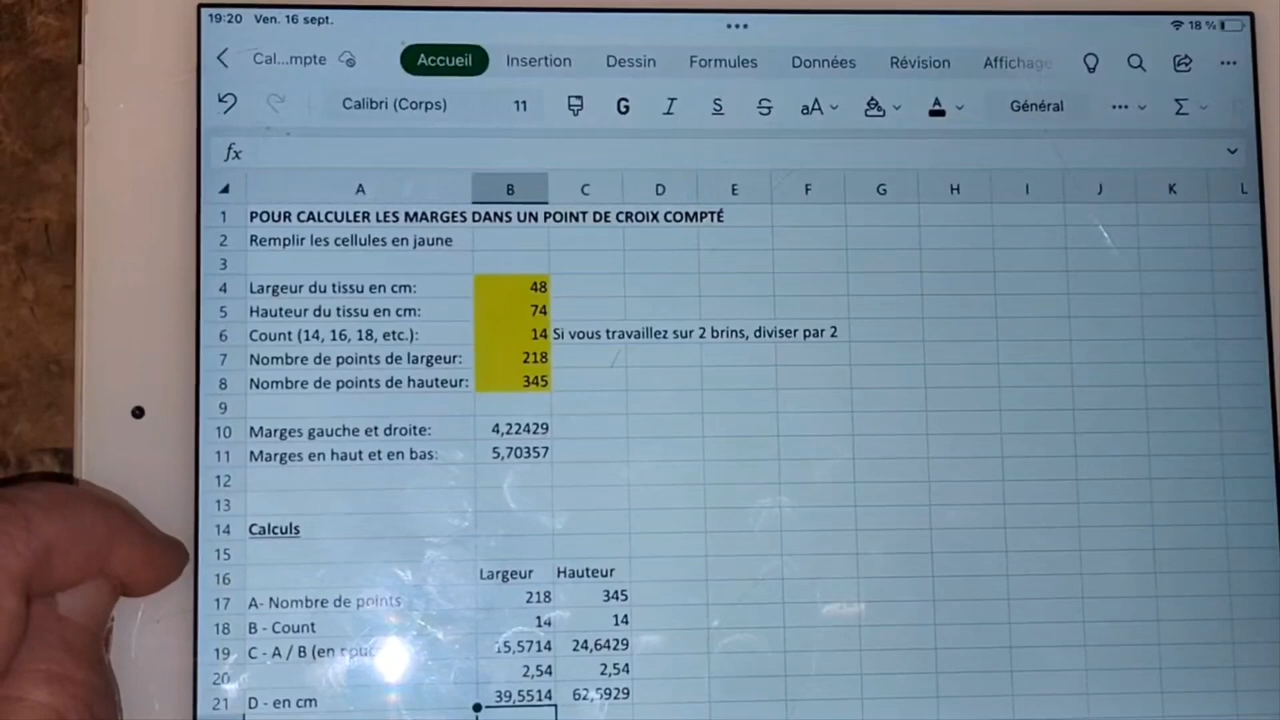 19:20 Ven. 16 sept. 18 %
Cal...mpte Accueil Insertion Dessin Formules Données Révision Affichage
Calibri (Corps) 11 G I S S aA A Général Σ
fx
A B C D E F G H I J K L
1 POUR CALCULER LES MARGES DANS UN POINT DE CROIX COMPTÉ
2 Remplir les cellules en jaune
3
4 Largeur du tissu en cm: 48
5 Hauteur du tissu en cm: 74
6 Count (14, 16, 18, etc.): 14 Si vous travaillez sur 2 brins, diviser par 2
7 Nombre de points de largeur: 218
8 Nombre de points de hauteur: 345
9
10 Marges gauche et droite: 4,22429
11 Marges en haut et en bas: 5,70357
12
13
14 Calculs
15
16 Largeur Hauteur
17 A- Nombre de points 218 345
18 B - Count 14 14
19 C - A / B (en 15,5714 24,6429
20 2,54 2,54
21 D - en cm 39,5514 62,5929